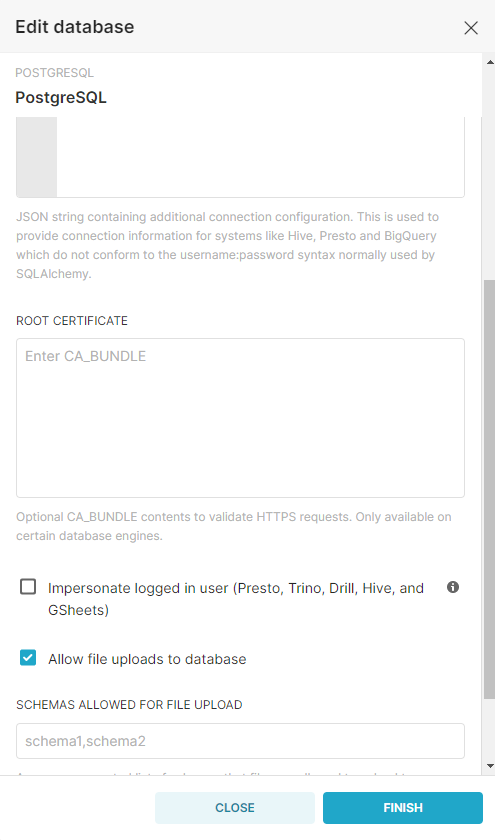 Edit database
POSTGRESQL
PostgreSQL
JSON string containing additional connection configuration. This is used to
provide connection information for systems like Hive, Presto and BigQuery
which do not conform to the username:password syntax normally used by
SQLAlchemy.
ROOT CERTIFICATE
Enter CA_BUNDLE
Optional CA_BUNDLE contents to validate HTTPS requests. Only available on
certain database engines.
Impersonate logged in user (Presto, Trino, Drill, Hive, and
GSheets)
Allow file uploads to database
SCHEMAS ALLOWED FOR FILE UPLOAD
schema1,schema2
CLOSE
FINISH